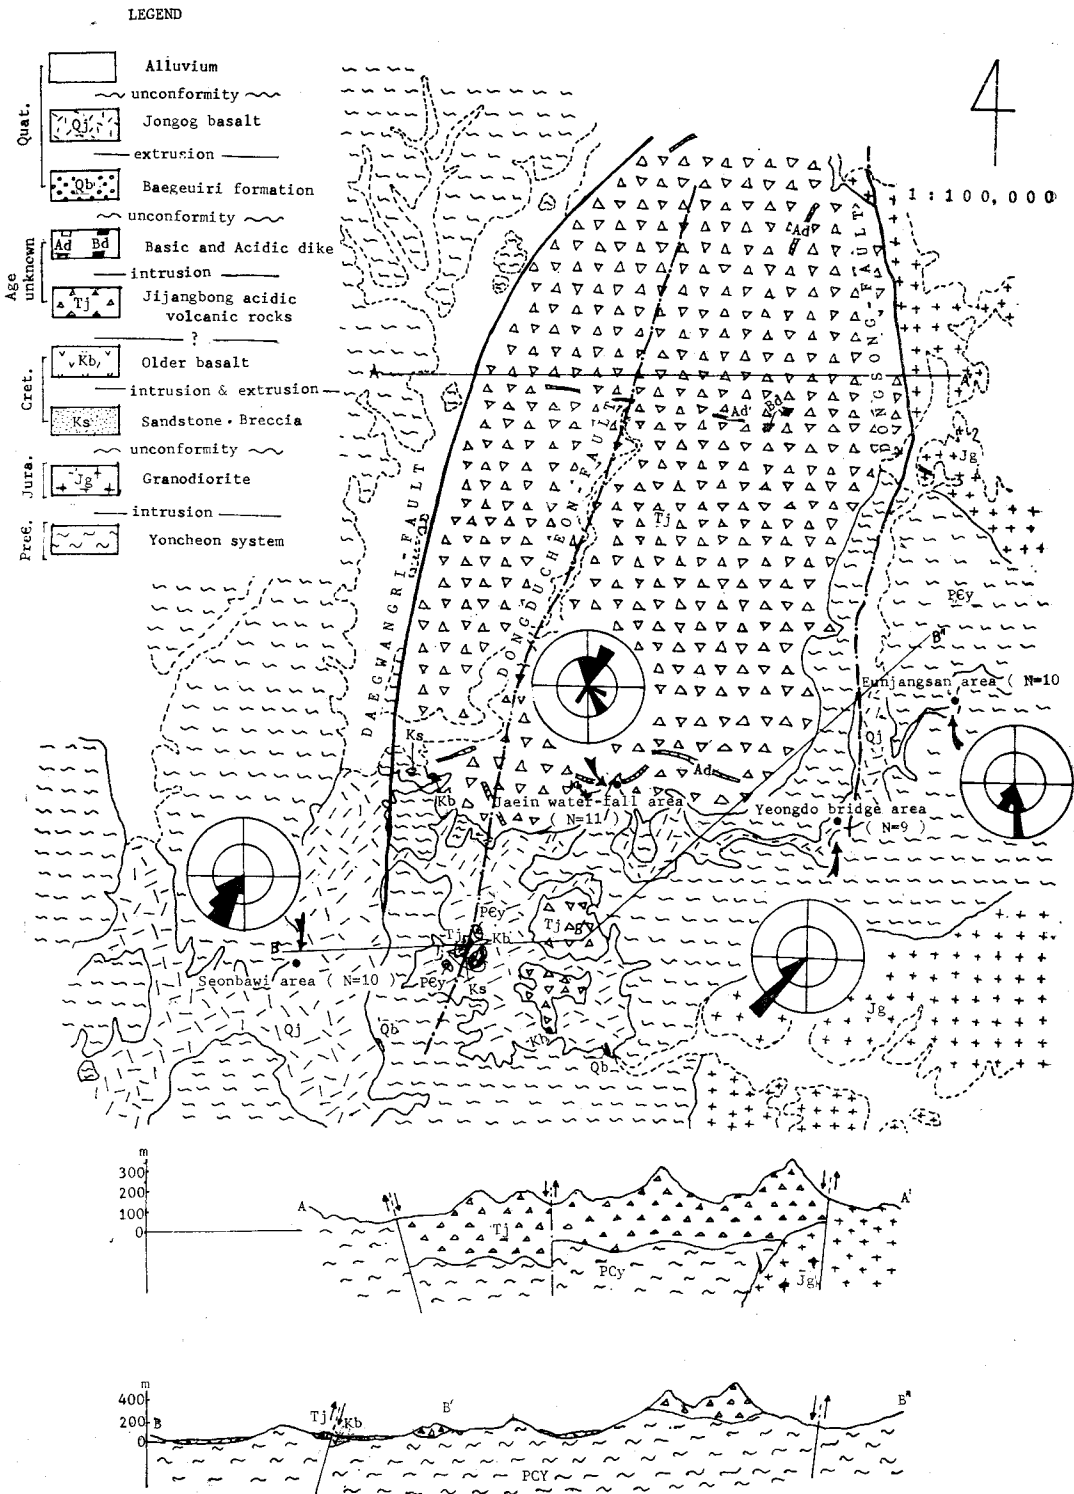 LEGEND
Quat.
Alluvium
unconformity
Qj
Jongog basalt
extrusion
Qb
Baegeuiri formation
unconformity
Age unknown
Ad Bd
Basic and Acidic dike
intrusion
Tj
Jijangbong acidic
volcanic rocks
?
Cret.
Kb
Older basalt
intrusion & extrusion
Ks
Sandstone · Breccia
unconformity
Jura.
Jg
Granodiorite
intrusion
Pr∈.
Yoncheon system
1:100,000
DAEGWANGRI-FAULT
DONGDUCHEON-FAULT
DONGSONG-FAULT
A
A'
Ad
Ad
Bd
Jg
Tj
P∈y
B"
Eunjangsan area ( N=10
Qj
Ks
Kb
Ad
Jaein water-fall area
( N=11 )
Yeongdo bridge area
( N=9 )
P∈y
Tj
Kb
Tj
B'
B
Seonbawi area ( N=10 )
P∈y
Ks
Qj
Qb
Kb
Qb
Jg
m
300
200
100
0
A
A'
Tj
PCy
Jg
m
400
200
0
B
Tj
Kb
B'
B"
PCY